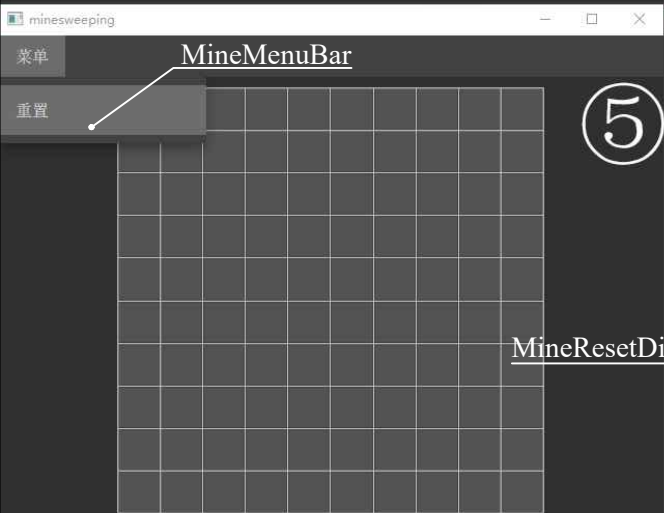 minesweeping
菜单
MineMenuBar
重置
⑤
MineResetDi